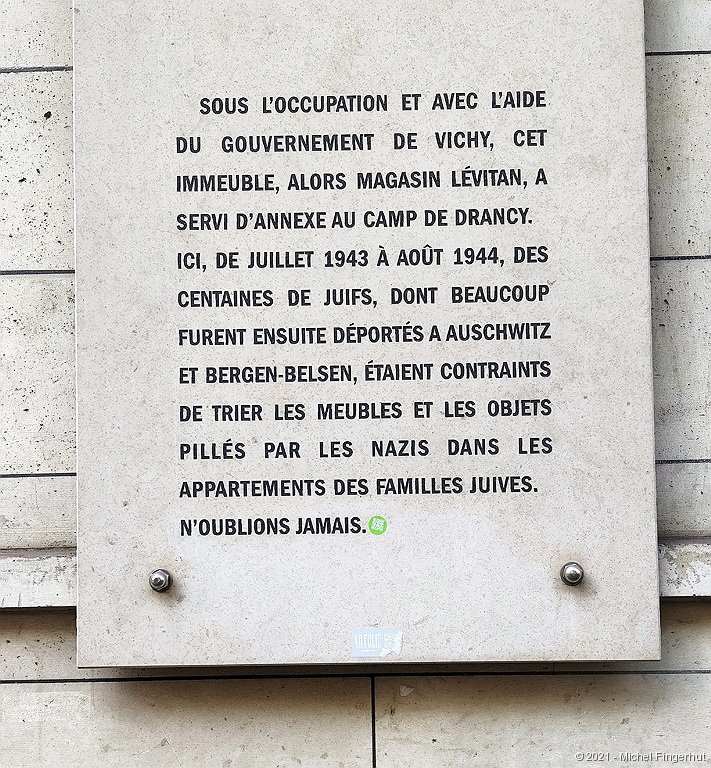 SOUS L'OCCUPATION ET AVEC L'AIDE
DU GOUVERNEMENT DE VICHY, CET
IMMEUBLE, ALORS MAGASIN LÉVITAN, A
SERVI D'ANNEXE AU CAMP DE DRANCY.
ICI, DE JUILLET 1943 À AOÛT 1944, DES
CENTAINES DE JUIFS, DONT BEAUCOUP
FURENT ENSUITE DÉPORTÉS A AUSCHWITZ
ET BERGEN-BELSEN, ÉTAIENT CONTRAINTS
DE TRIER LES MEUBLES ET LES OBJETS
PILLÉS PAR LES NAZIS DANS LES
APPARTEMENTS DES FAMILLES JUIVES.
N'OUBLIONS JAMAIS.
© 2021 - Michel Fingerhut